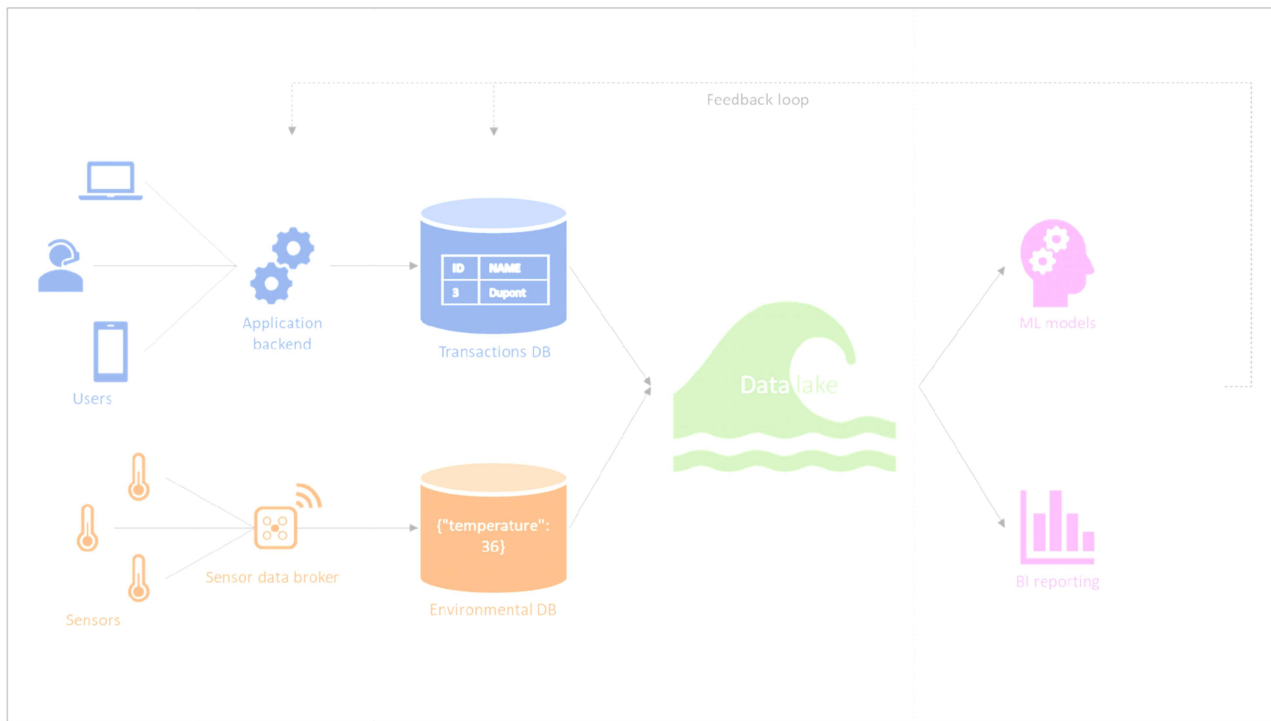 Feedback loop
ID NAME
3 Dupont
Application
backend
Transactions DB
Users
Data lake
ML models
{"temperature":
36}
Sensor data broker
Environmental DB
Sensors
BI reporting